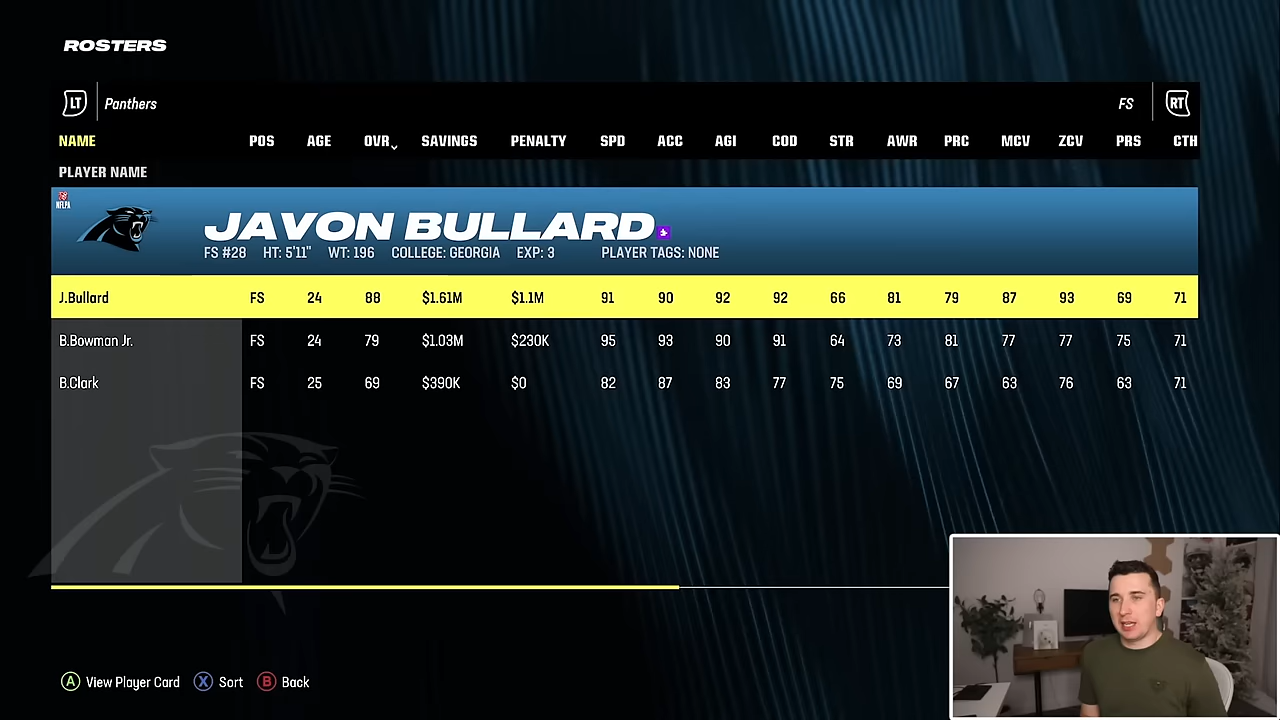 ROSTERS
LT Panthers FS RT
NAME POS AGE OVR SAVINGS PENALTY SPD ACC AGI COD STR AWR PRC MCV ZCV PRS CTH
PLAYER NAME
NFLPA
JAVON BULLARD
FS #28 HT: 5'11" WT: 196 COLLEGE: GEORGIA EXP: 3 PLAYER TAGS: NONE
J.Bullard FS 24 88 $1.61M $1.1M 91 90 92 92 66 81 79 87 93 69 71
B.Bowman Jr. FS 24 79 $1.03M $230K 95 93 90 91 64 73 81 77 77 75 71
B.Clark FS 25 69 $390K $0 82 87 83 77 75 69 67 63 76 63 71
A View Player Card X Sort B Back